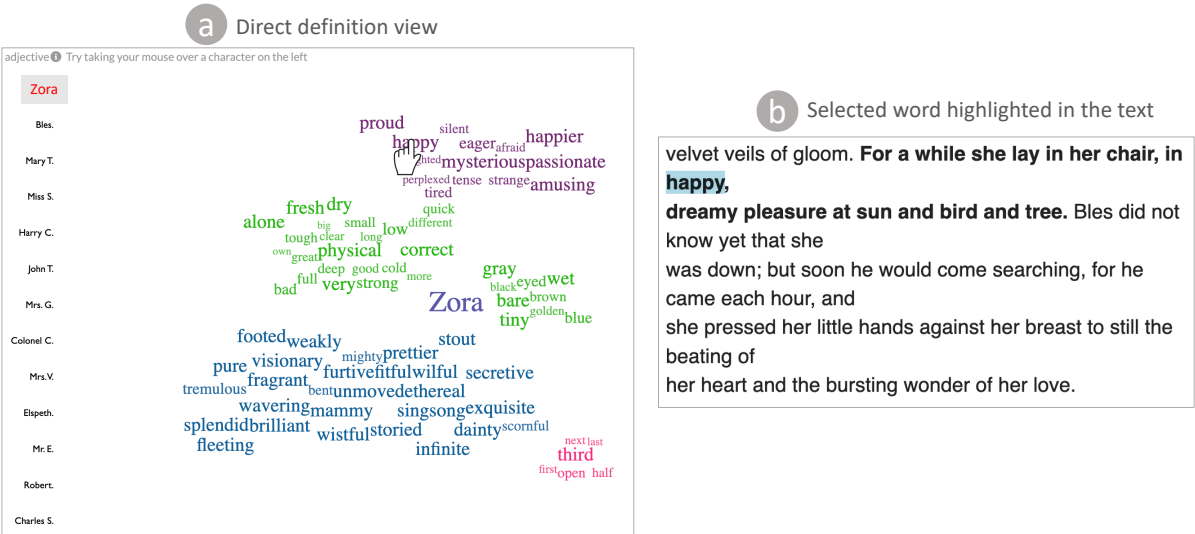 a Direct definition view
adjective i Try taking your mouse over a character on the left
Zora
Bles.
Mary T.
Miss S.
Harry C.
John T.
Mrs. G.
Colonel C.
Mrs.V.
Elspeth.
Mr. E.
Robert.
Charles S.
proud silent
happy eager afraid happier
ghted mysterious passionate
perplexed tense strange amusing
tired
fresh dry quick
alone big small low different
tough clear long
own great physical correct
deep good cold more
bad full very strong
gray
black eyed wet
Zora bare brown
tiny golden blue
footed weakly stout
visionary mighty prettier
pure furtive fitful wilful secretive
tremulous fragrant bent unmoved ethereal
wavering mammy singsong exquisite
splendid brilliant wistful storied dainty scornful
fleeting infinite
next last
third
first open half
b Selected word highlighted in the text
velvet veils of gloom. For a while she lay in her chair, in
happy,
dreamy pleasure at sun and bird and tree. Bles did not
know yet that she
was down; but soon he would come searching, for he
came each hour, and
she pressed her little hands against her breast to still the
beating of
her heart and the bursting wonder of her love.